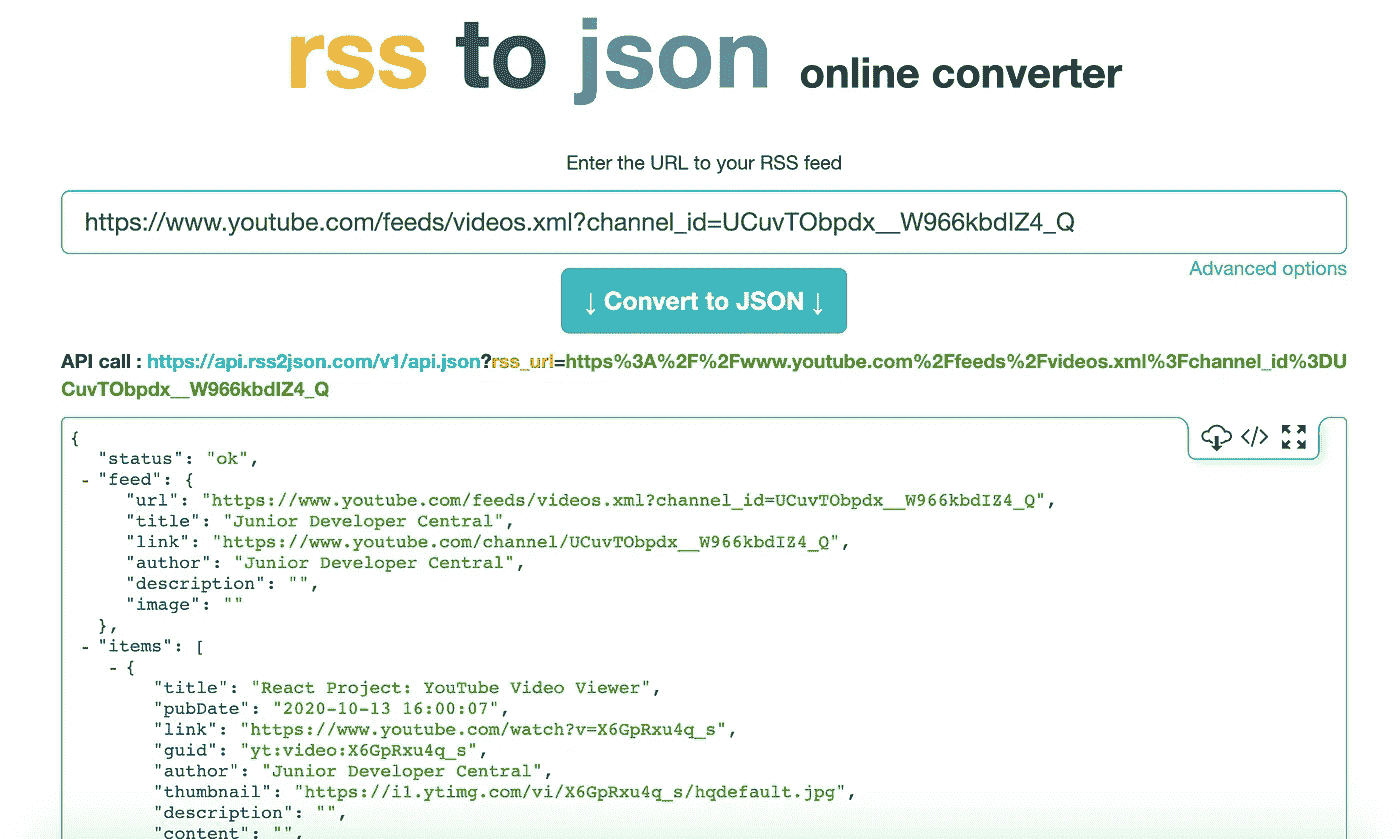 rss to json online converter
Enter the URL to your RSS feed
https://www.youtube.com/feeds/videos.xml?channel_id=UCuvTObpdx__W966kbdIZ4_Q
Advanced options
↓ Convert to JSON ↓
API call : https://api.rss2json.com/v1/api.json?rss_url=https%3A%2F%2Fwww.youtube.com%2Ffeeds%2Fvideos.xml%3Fchannel_id%3DU
CuvTObpdx__W966kbdIZ4_Q
{
"status": "ok",
- "feed": {
"url": "https://www.youtube.com/feeds/videos.xml?channel_id=UCuvTObpdx__W966kbdIZ4_Q",
"title": "Junior Developer Central",
"link": "https://www.youtube.com/channel/UCuvTObpdx__W966kbdIZ4_Q",
"author": "Junior Developer Central",
"description": "",
"image": ""
},
- "items": [
- {
"title": "React Project: YouTube Video Viewer",
"pubDate": "2020-10-13 16:00:07",
"link": "https://www.youtube.com/watch?v=X6GpRxu4q_s",
"guid": "yt:video:X6GpRxu4q_s",
"author": "Junior Developer Central",
"thumbnail": "https://i1.ytimg.com/vi/X6GpRxu4q_s/hqdefault.jpg",
"description": "",
"content": "",